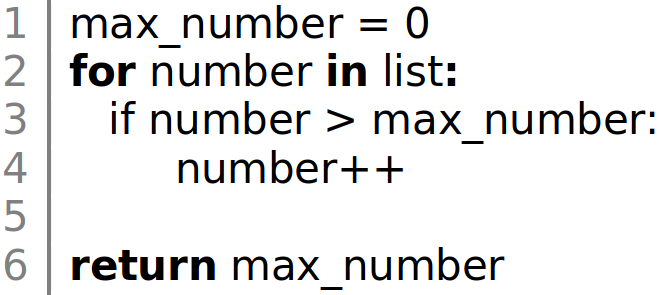 1 max_number = 0
2 for number in list:
3 if number > max_number:
4 number++
5
6 return max_number